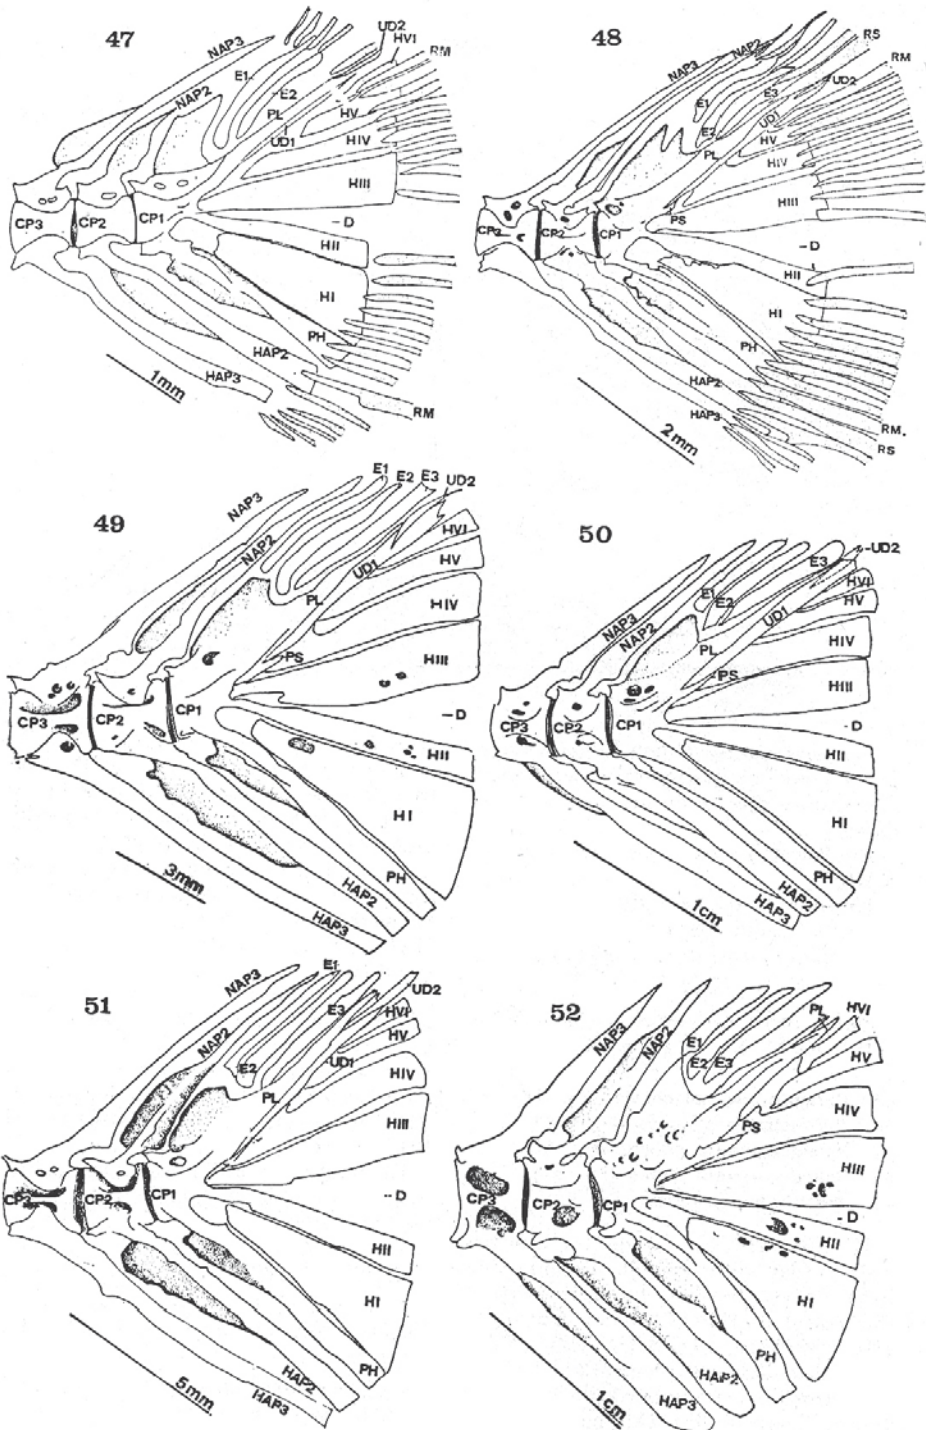 47
NAP3
E1
E2
NAP2
PL
UD1
UD2
HVI
RM
HV
HIV
HIII
CP3
CP2
CP1
D
HII
HI
PH
HAP2
HAP3
RM
1mm
48
NAP3
NAP2
RS
RM
UD2
E3
E1
UD1
E2
HV
PL
HIV
HIII
PS
CP3
CP2
CP1
D
HII
HI
PH
HAP2
HAP3
RM.
RS
2mm
49
NAP3
E1
E2
E3
UD2
NAP2
HVI
UD1
HV
PL
HIV
PS
HIII
CP3
CP2
CP1
D
HII
HI
PH
HAP2
HAP3
3mm
50
NAP3
E3
UD2
HVI
E1
E2
HV
NAP2
UD1
PL
HIV
PS
HIII
CP3
CP2
CP1
D
HII
HI
PH
HAP2
HAP3
1cm
51
NAP3
E1
UD2
E3
HVI
NAP2
HV
UD1
E2
HIV
PL
HIII
CP2
CP1
D
HII
HI
PH
HAP2
HAP3
5mm
52
NAP3
NAP2
PL
HVI
E1
E2
E3
HV
HIV
PS
HIII
CP3
CP2
CP1
D
HII
HI
PH
HAP2
HAP3
1cm